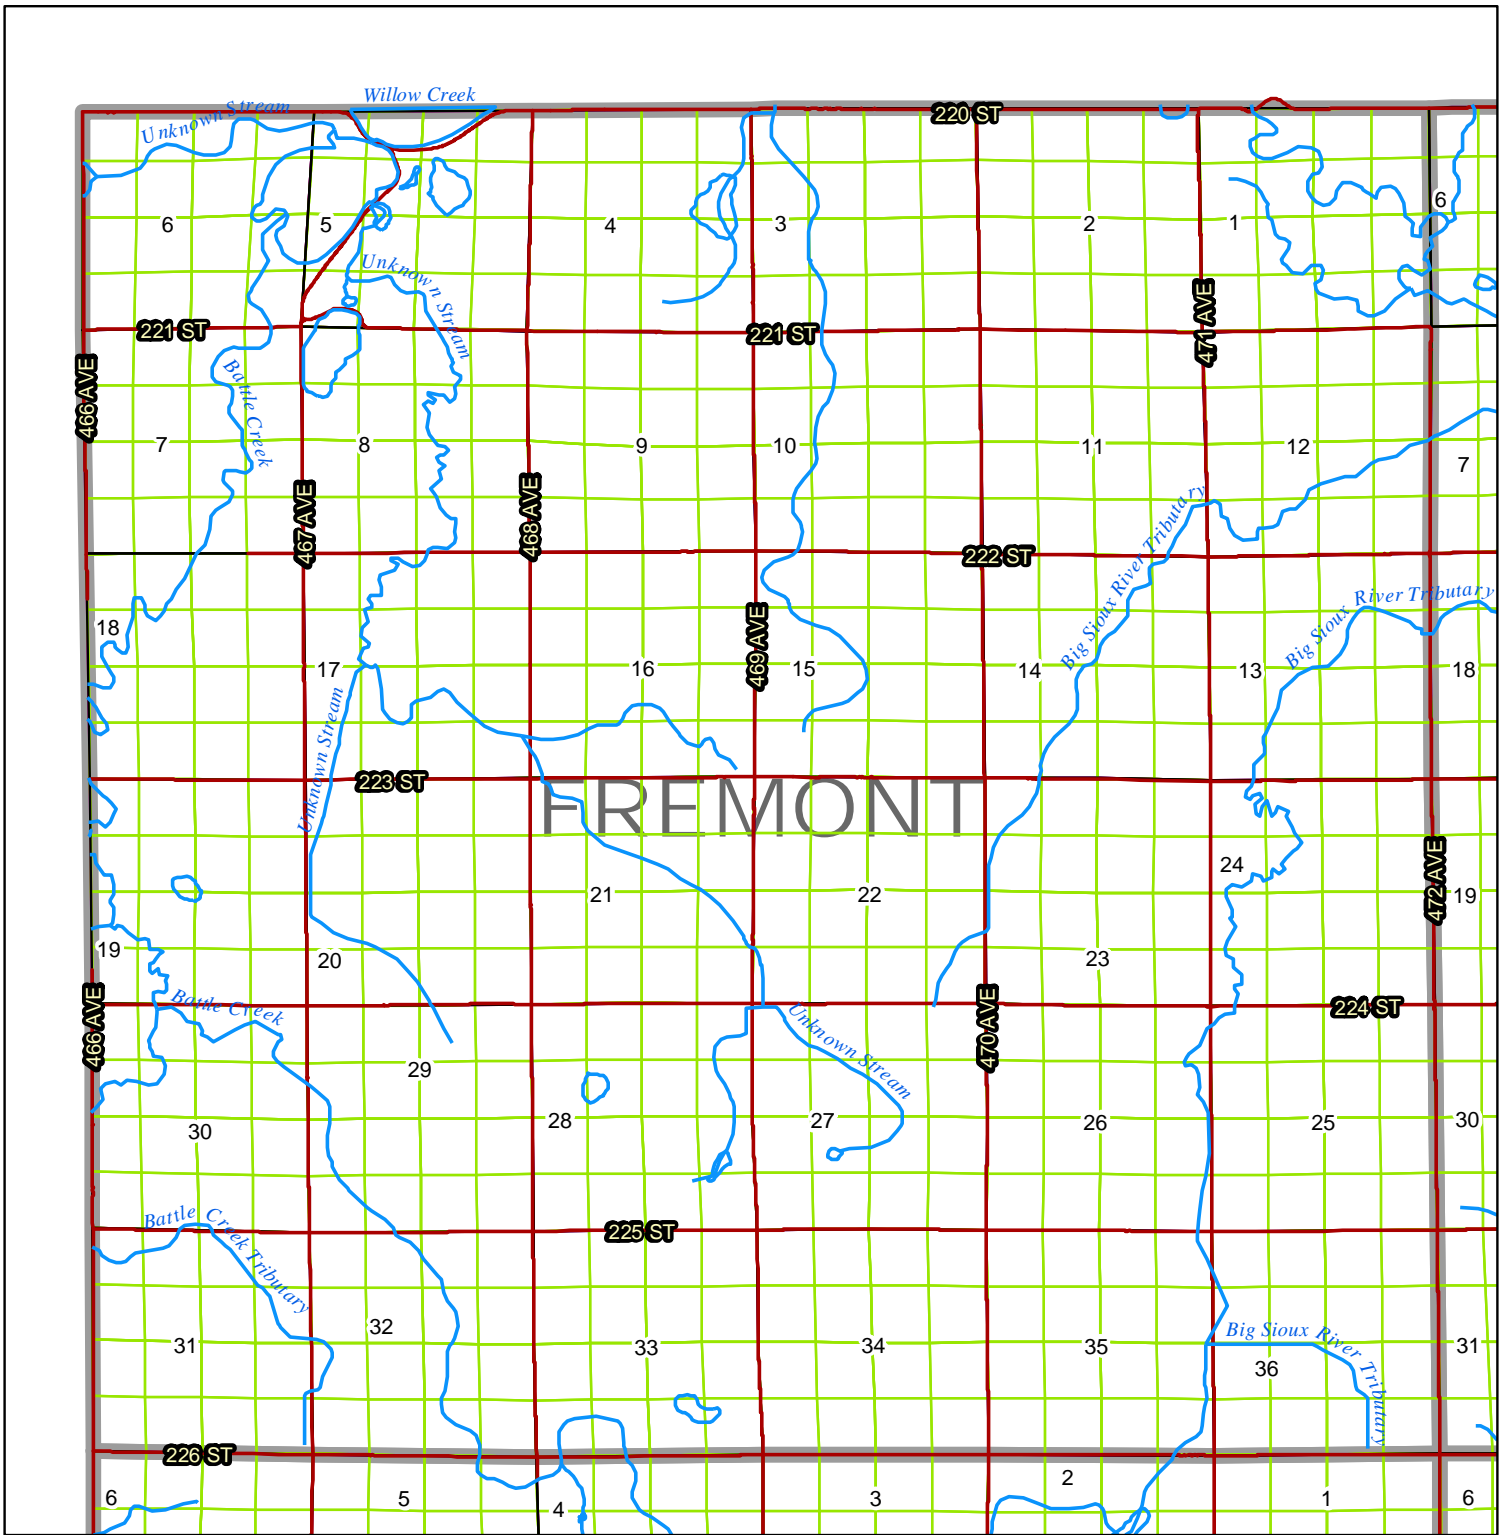 Willow Creek
Unknown Stream
220 ST
6
5
4
3
2
1
6
Unknown Stream
471 AVE
221 ST
221 ST
466 AVE
Battle Creek
7
8
9
10
11
12
7
467 AVE
468 AVE
222 ST
Big Sioux River Tributary
Big Sioux River Tributary
18
17
16
469 AVE
15
14
13
18
Unknown Stream
223 ST
FREMONT
21
22
24
472 AVE
19
19
20
23
Battle Creek
466 AVE
Unknown Stream
470 AVE
224 ST
29
28
27
26
25
30
30
Battle Creek Tributary
225 ST
31
32
33
34
35
Big Sioux River Tributary
36
31
226 ST
6
5
4
3
2
1
6